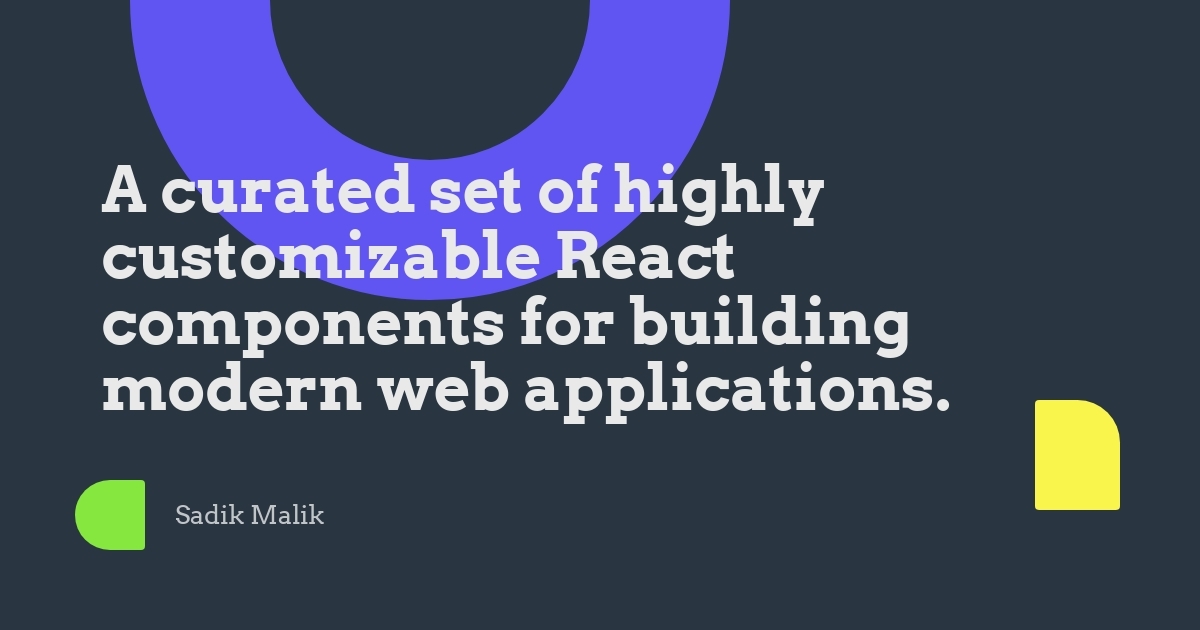 A curated set of highly
customizable React
components for building
modern web applications.
Sadik Malik